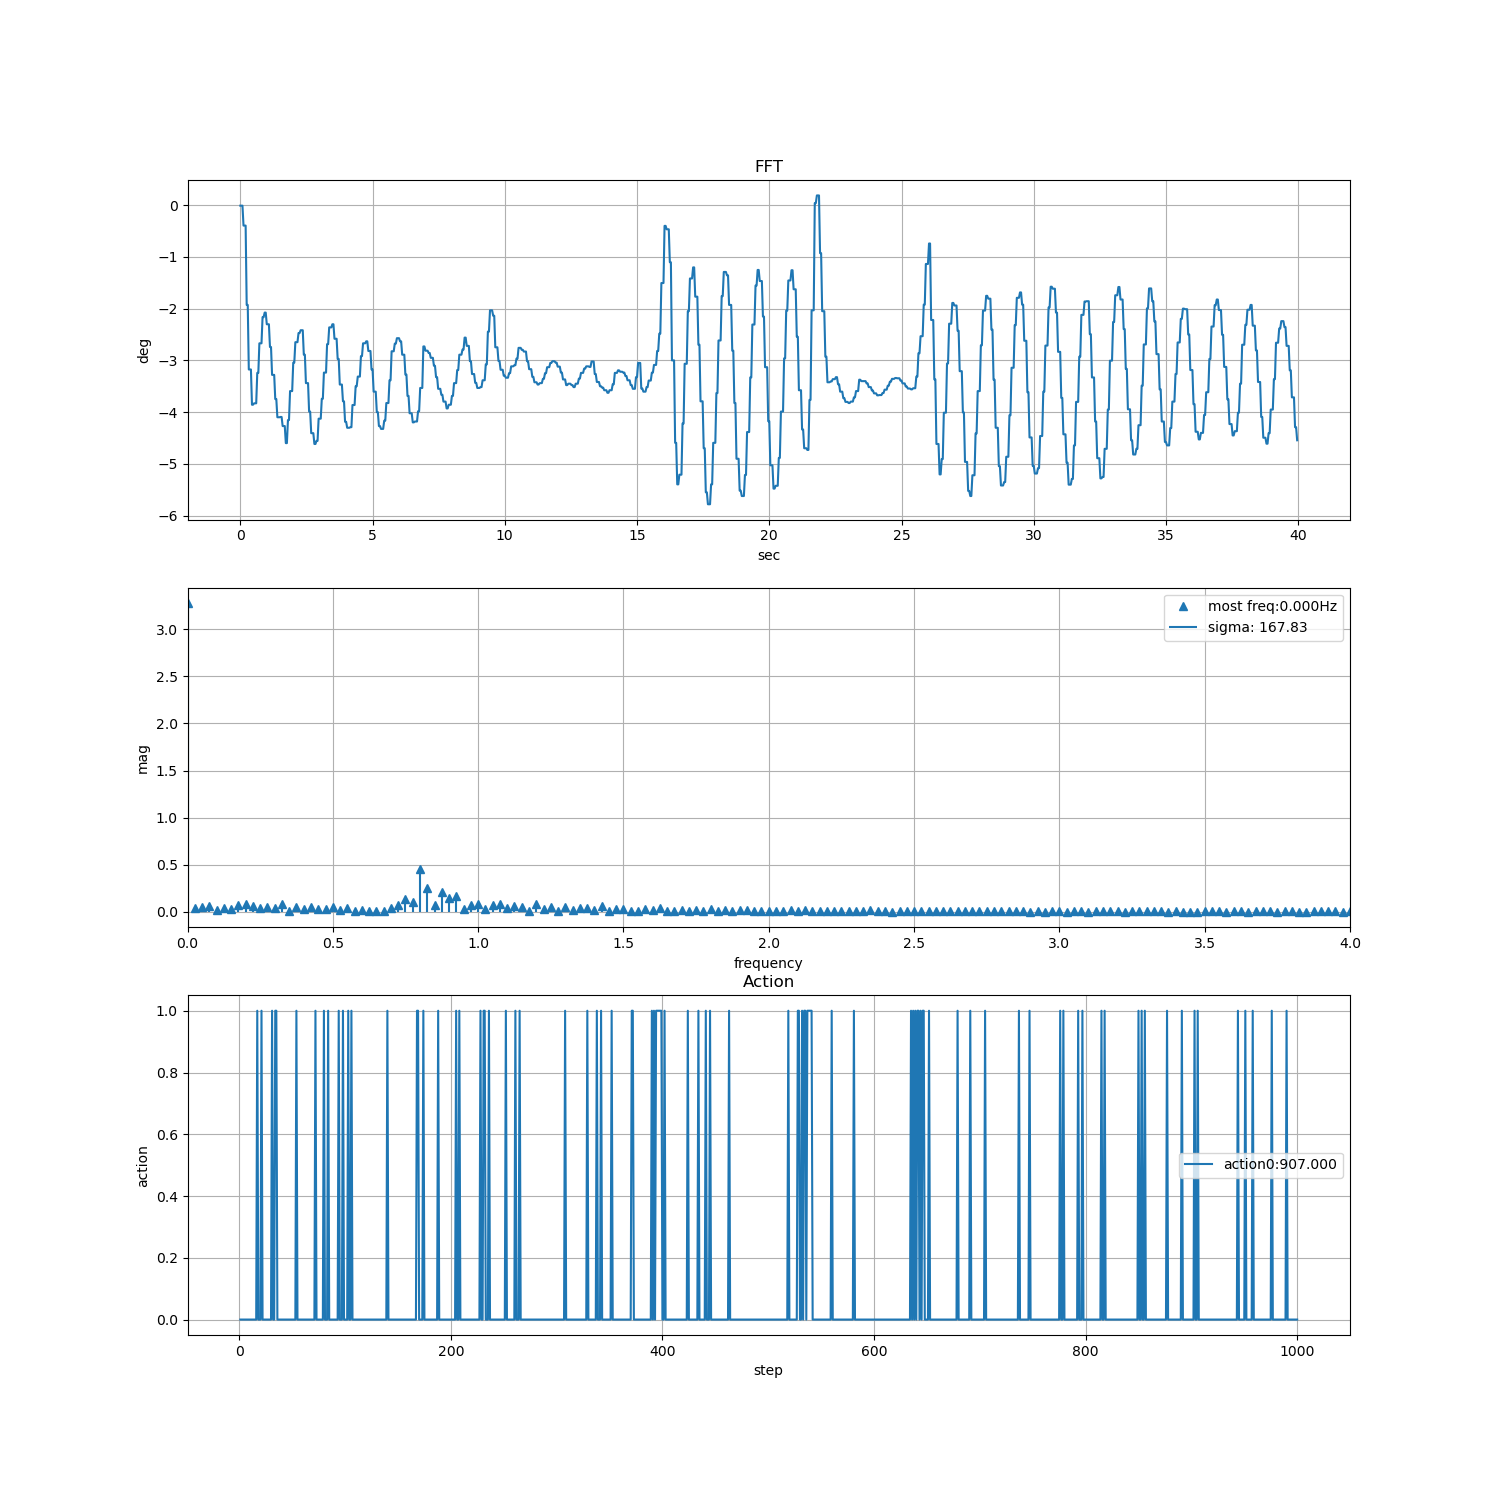 FFT
0
−1
−2
−3
−4
−5
−6
deg
0 5 10 15 20 25 30 35 40
sec
most freq:0.000Hz
sigma: 167.83
3.0
2.5
2.0
1.5
1.0
0.5
0.0
mag
0.0 0.5 1.0 1.5 2.0 2.5 3.0 3.5 4.0
frequency
Action
1.0
0.8
0.6
0.4
0.2
0.0
action
action0:907.000
0 200 400 600 800 1000
step